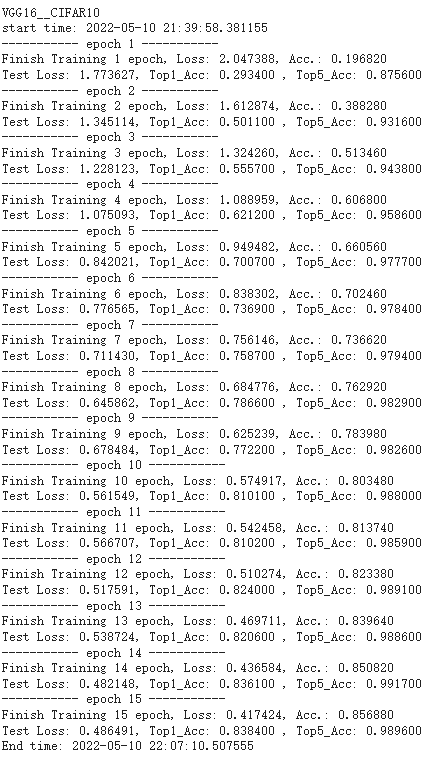 VGG16__CIFAR10
start time: 2022-05-10 21:39:58.381155
----------- epoch 1 -----------
Finish Training 1 epoch, Loss: 2.047388, Acc.: 0.196820
Test Loss: 1.773627, Top1_Acc: 0.293400 , Top5_Acc: 0.875600
----------- epoch 2 -----------
Finish Training 2 epoch, Loss: 1.612874, Acc.: 0.388280
Test Loss: 1.345114, Top1_Acc: 0.501100 , Top5_Acc: 0.931600
----------- epoch 3 -----------
Finish Training 3 epoch, Loss: 1.324260, Acc.: 0.513460
Test Loss: 1.228123, Top1_Acc: 0.555700 , Top5_Acc: 0.943800
----------- epoch 4 -----------
Finish Training 4 epoch, Loss: 1.088959, Acc.: 0.606800
Test Loss: 1.075093, Top1_Acc: 0.621200 , Top5_Acc: 0.958600
----------- epoch 5 -----------
Finish Training 5 epoch, Loss: 0.949482, Acc.: 0.660560
Test Loss: 0.842021, Top1_Acc: 0.700700 , Top5_Acc: 0.977700
----------- epoch 6 -----------
Finish Training 6 epoch, Loss: 0.838302, Acc.: 0.702460
Test Loss: 0.776565, Top1_Acc: 0.736900 , Top5_Acc: 0.978400
----------- epoch 7 -----------
Finish Training 7 epoch, Loss: 0.756146, Acc.: 0.736620
Test Loss: 0.711430, Top1_Acc: 0.758700 , Top5_Acc: 0.979400
----------- epoch 8 -----------
Finish Training 8 epoch, Loss: 0.684776, Acc.: 0.762920
Test Loss: 0.645862, Top1_Acc: 0.786600 , Top5_Acc: 0.982900
----------- epoch 9 -----------
Finish Training 9 epoch, Loss: 0.625239, Acc.: 0.783980
Test Loss: 0.678484, Top1_Acc: 0.772200 , Top5_Acc: 0.982600
----------- epoch 10 -----------
Finish Training 10 epoch, Loss: 0.574917, Acc.: 0.803480
Test Loss: 0.561549, Top1_Acc: 0.810100 , Top5_Acc: 0.988000
----------- epoch 11 -----------
Finish Training 11 epoch, Loss: 0.542458, Acc.: 0.813740
Test Loss: 0.566707, Top1_Acc: 0.810200 , Top5_Acc: 0.985900
----------- epoch 12 -----------
Finish Training 12 epoch, Loss: 0.510274, Acc.: 0.823380
Test Loss: 0.517591, Top1_Acc: 0.824000 , Top5_Acc: 0.989100
----------- epoch 13 -----------
Finish Training 13 epoch, Loss: 0.469711, Acc.: 0.839640
Test Loss: 0.538724, Top1_Acc: 0.820600 , Top5_Acc: 0.988600
----------- epoch 14 -----------
Finish Training 14 epoch, Loss: 0.436584, Acc.: 0.850820
Test Loss: 0.482148, Top1_Acc: 0.836100 , Top5_Acc: 0.991700
----------- epoch 15 -----------
Finish Training 15 epoch, Loss: 0.417424, Acc.: 0.856880
Test Loss: 0.486491, Top1_Acc: 0.838400 , Top5_Acc: 0.989600
End time: 2022-05-10 22:07:10.507555